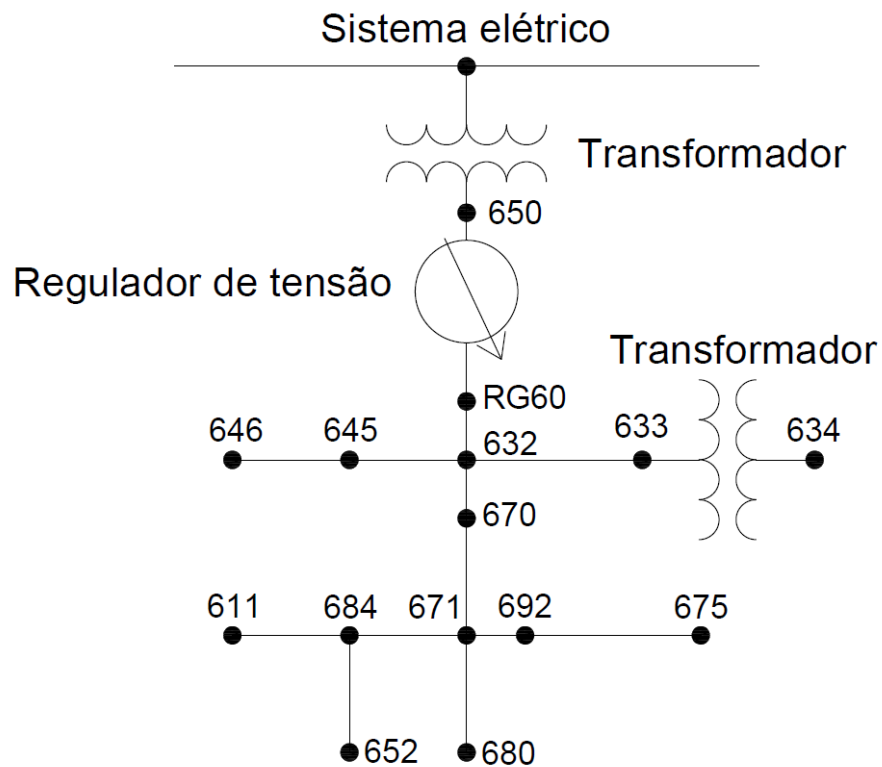 Sistema elétrico
Transformador
650
Regulador de tensão
Transformador
RG60
646
645
632
633
634
670
611
684
671
692
675
652
680